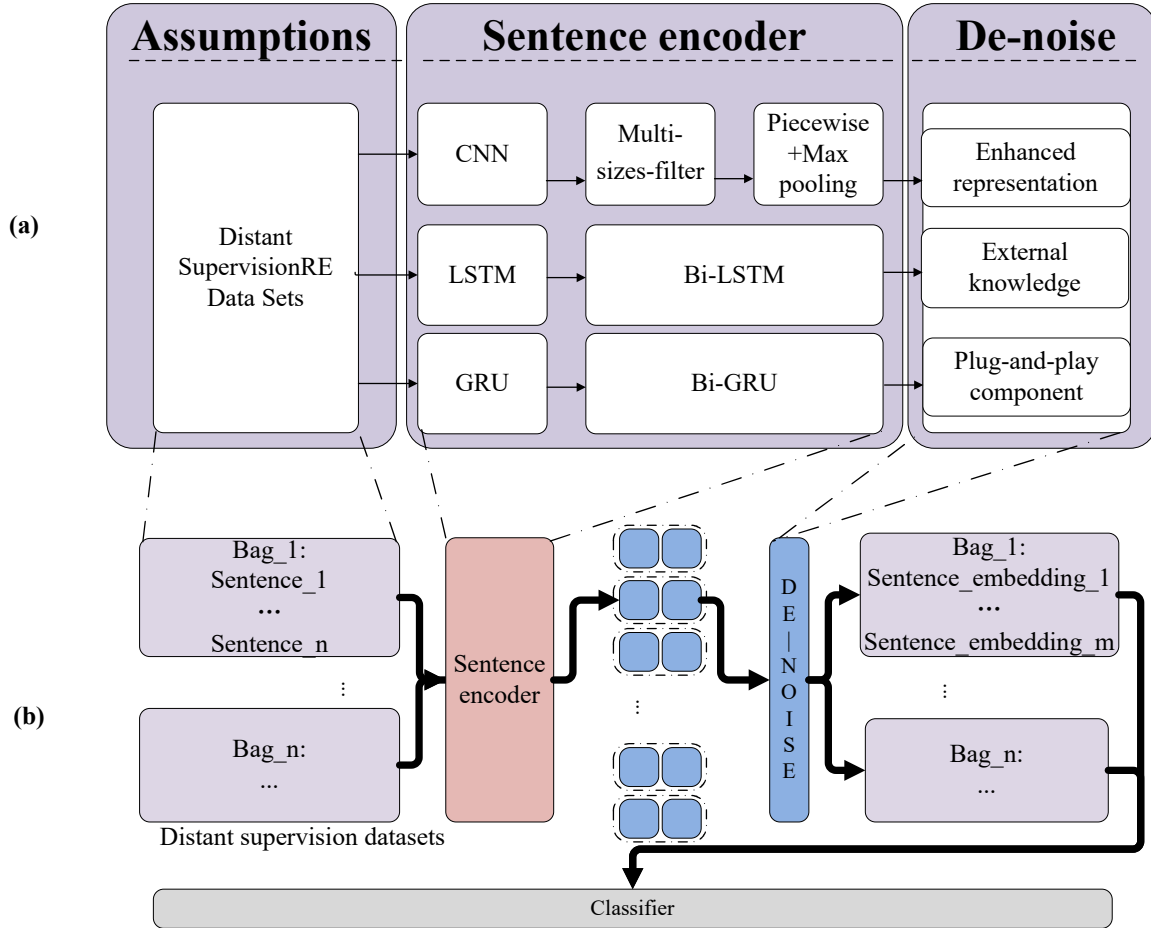 Assumptions
Sentence encoder
De-noise
(a)
Distant
SupervisionRE
Data Sets
CNN
Multi-
sizes-filter
Piecewise
+Max
pooling
Enhanced
representation
LSTM
Bi-LSTM
External
knowledge
GRU
Bi-GRU
Plug-and-play
component
(b)
Bag_1:
Sentence_1
...
Sentence_n
...
Bag_n:
...
Distant supervision datasets
Sentence
encoder
...
DE|NOISE
Bag_1:
Sentence_embedding_1
...
Sentence_embedding_m
...
Bag_n:
...
Classifier